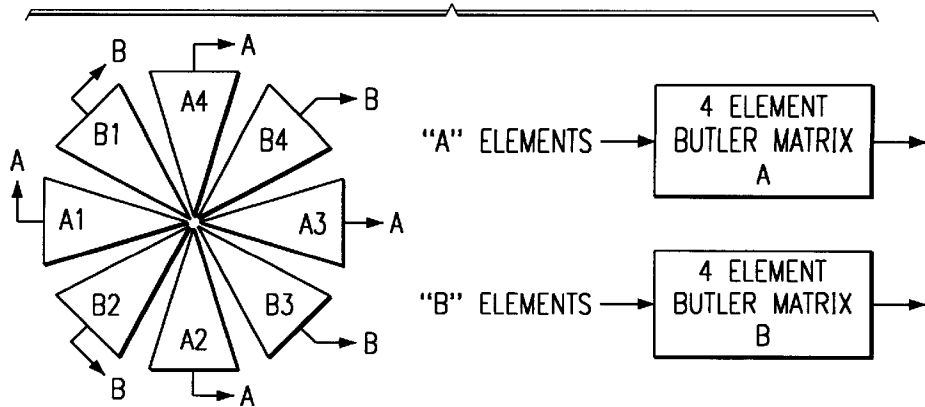 A
B
A4
B
B1
B4
A
A1
A3
A
B2
B3
A2
B
B
A
"A" ELEMENTS
4 ELEMENT
BUTLER MATRIX
A
"B" ELEMENTS
4 ELEMENT
BUTLER MATRIX
B